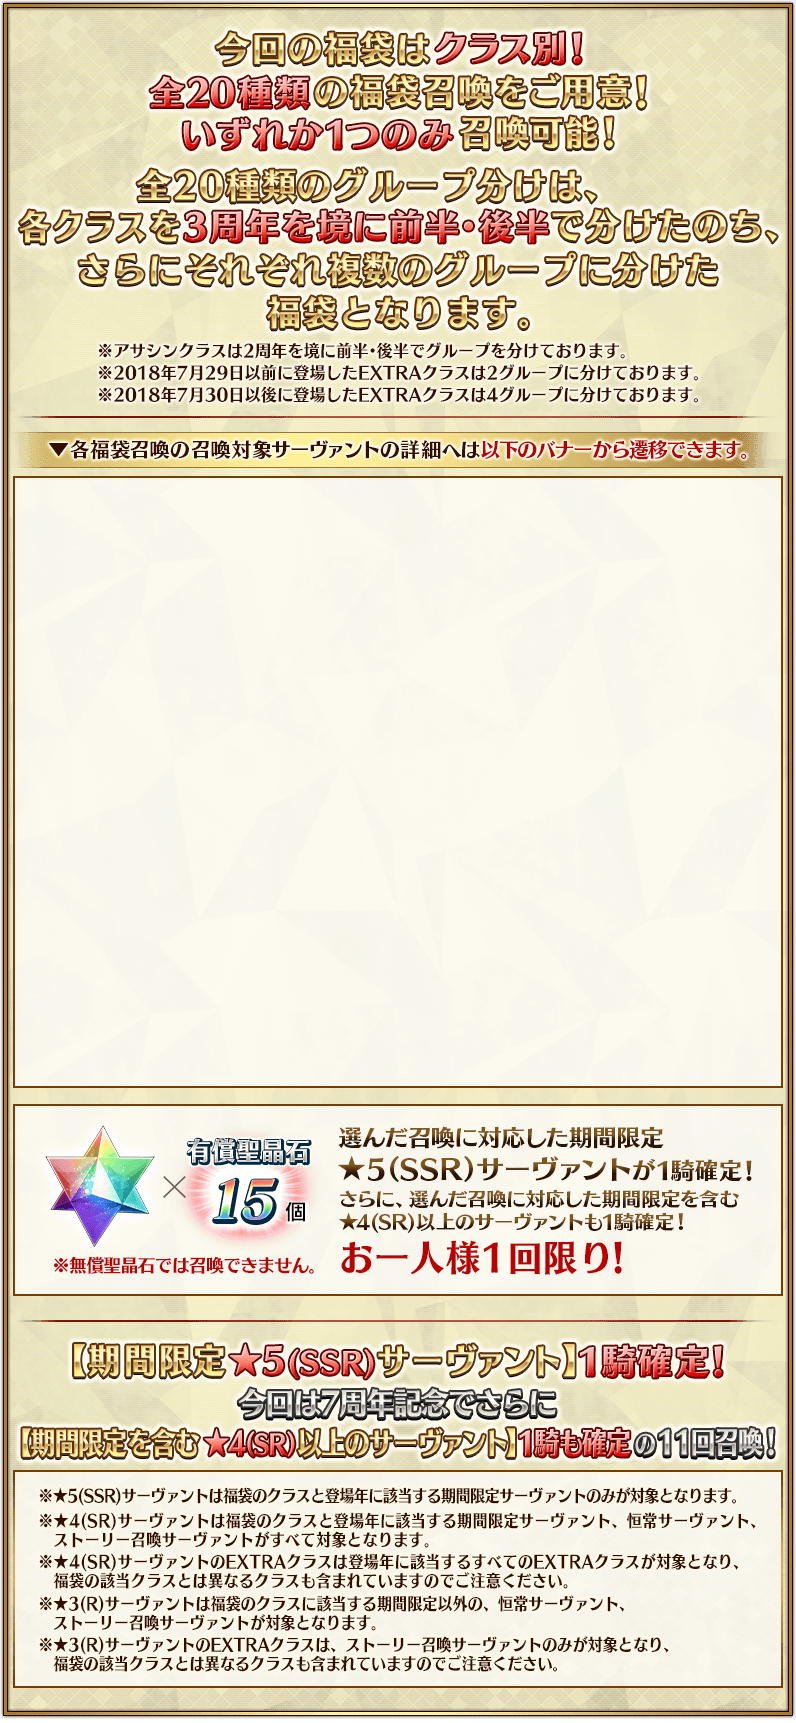 今回の福袋はクラス別！
全20種類の福袋召喚をご用意！
いずれか1つのみ召喚可能！
全20種類のグループ分けは、
各クラスを3周年を境に前半・後半で分けたのち、
さらにそれぞれ複数のグループに分けた
福袋となります。
※アサシンクラスは2周年を境に前半・後半でグループを分けております。
※2018年7月29日以前に登場したEXTRAクラスは2グループに分けております。
※2018年7月30日以後に登場したEXTRAクラスは4グループに分けております。
▼各福袋召喚の召喚対象サーヴァントの詳細へは以下のバナーから遷移できます。
有償聖晶石
×15個
※無償聖晶石では召喚できません。
選んだ召喚に対応した期間限定
★5(SSR)サーヴァントが1騎確定！
さらに、選んだ召喚に対応した期間限定を含む
★4(SR)以上のサーヴァントも1騎確定！
お一人様1回限り！
【期間限定★5(SSR)サーヴァント】1騎確定！
今回は7周年記念でさらに
【期間限定を含む★4(SR)以上のサーヴァント】1騎も確定の11回召喚！
※★5(SSR)サーヴァントは福袋のクラスと登場年に該当する期間限定サーヴァントのみが対象となります。
※★4(SR)サーヴァントは福袋のクラスと登場年に該当する期間限定サーヴァント、恒常サーヴァント、
ストーリー召喚サーヴァントがすべて対象となります。
※★4(SR)サーヴァントのEXTRAクラスは登場年に該当するすべてのEXTRAクラスが対象となり、
福袋の該当クラスとは異なるクラスも含まれていますのでご注意ください。
※★3(R)サーヴァントは福袋のクラスに該当する期間限定以外の、恒常サーヴァント、
ストーリー召喚サーヴァントが対象となります。
※★3(R)サーヴァントのEXTRAクラスは、ストーリー召喚サーヴァントのみが対象となり、
福袋の該当クラスとは異なるクラスも含まれていますのでご注意ください。